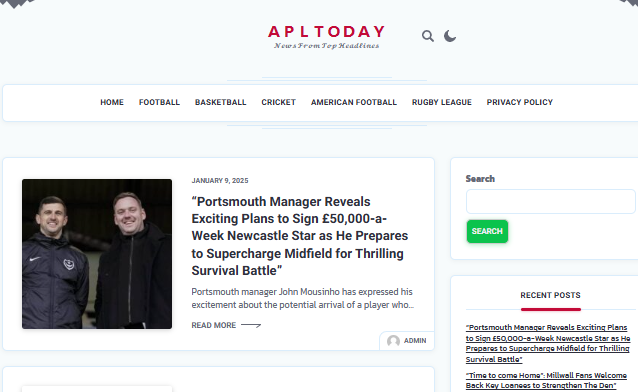 APLTODAY
News From Top Headlines
HOME FOOTBALL BASKETBALL CRICKET AMERICAN FOOTBALL RUGBY LEAGUE PRIVACY POLICY
JANUARY 9, 2025
“Portsmouth Manager Reveals
Exciting Plans to Sign £50,000-a-
Week Newcastle Star as He Prepares
to Supercharge Midfield for Thrilling
Survival Battle”
Portsmouth manager John Mousinho has expressed his
excitement about the potential arrival of a player who...
READ MORE
ADMIN
Search
SEARCH
RECENT POSTS
“Portsmouth Manager Reveals Exciting Plans
to Sign £50,000-a-Week Newcastle Star as He
Prepares to Supercharge Midfield for Thrilling
Survival Battle”
“Time to come Home”: Millwall Fans Welcome
Back Key Loanees to Strengthen The Den”